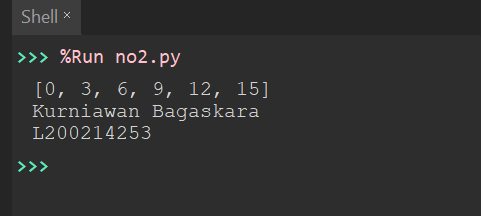 Shell ×
>>> %Run no2.py
[0, 3, 6, 9, 12, 15]
Kurniawan Bagaskara
L200214253
>>>